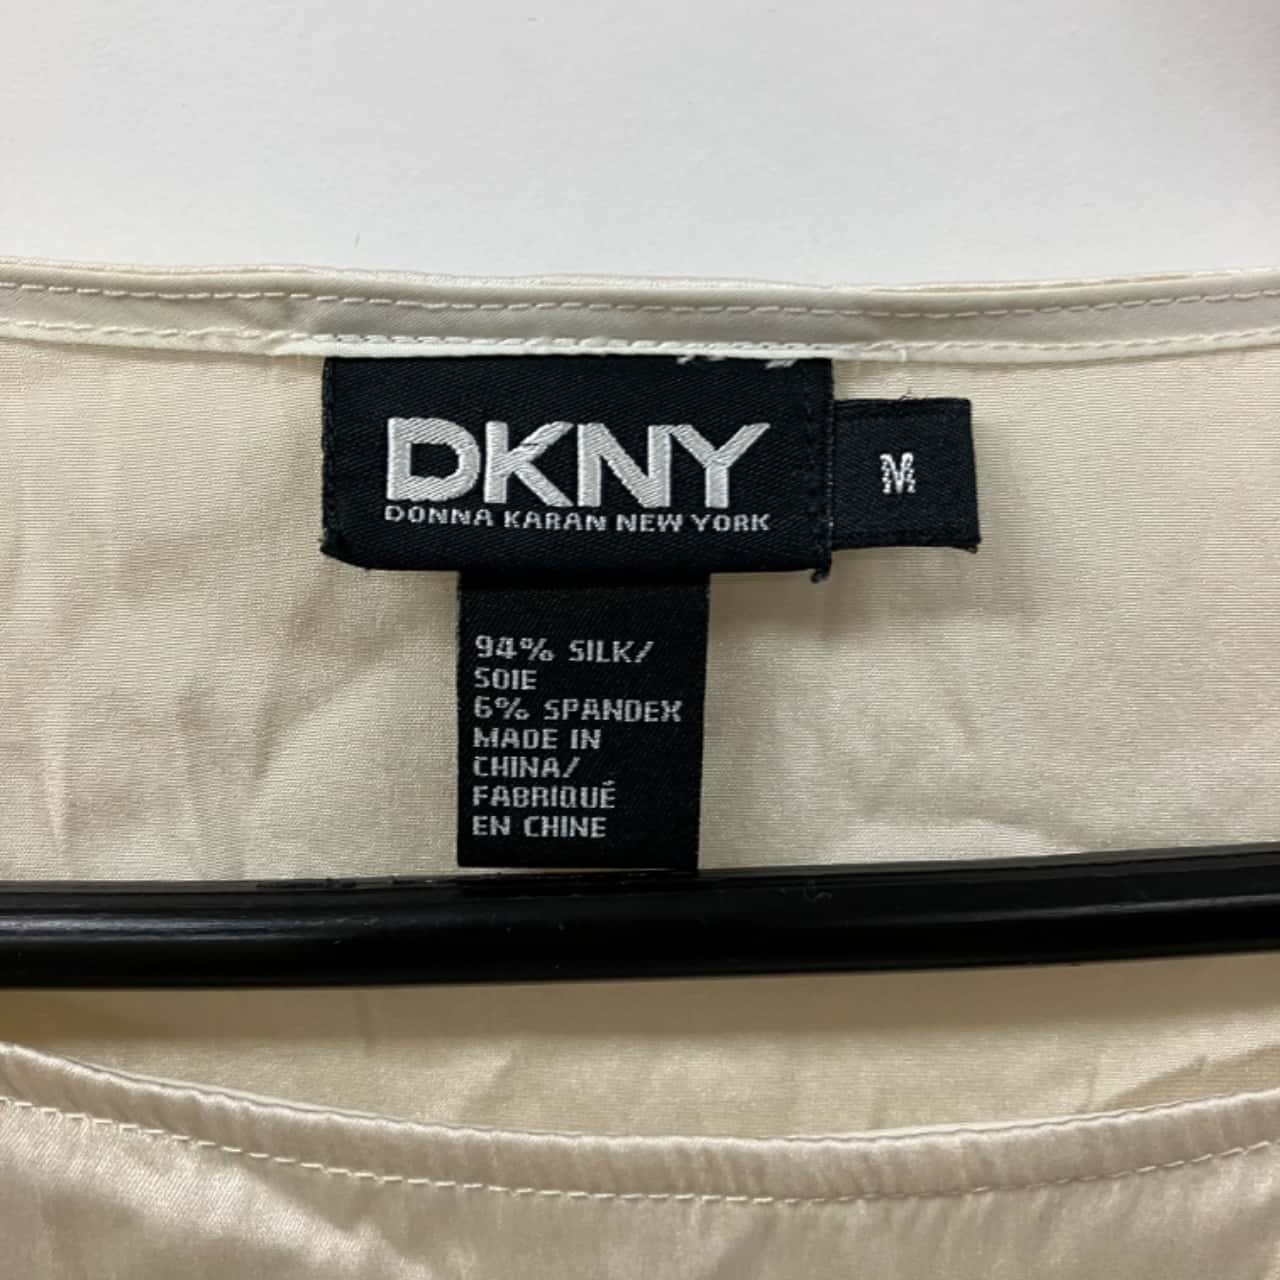 DKNY
DONNA KARAN NEW YORK
M
94% SILK/
SOIE
6% SPANDEX
MADE IN
CHINA/
FABRIQUÉ
EN CHINE